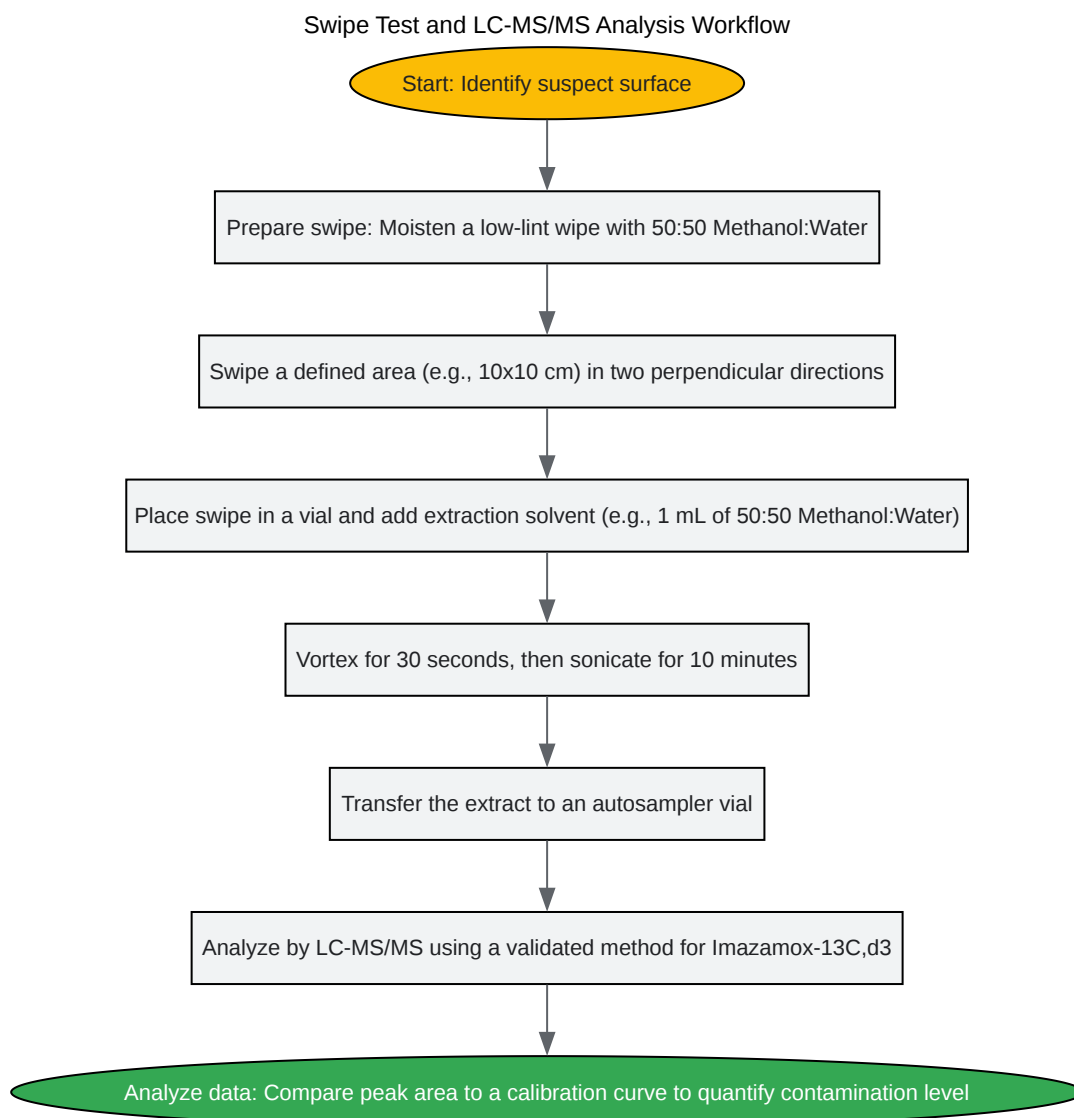 Swipe Test and LC-MS/MS Analysis Workflow
Start: Identify suspect surface
Prepare swipe: Moisten a low-lint wipe with 50:50 Methanol:Water
Swipe a defined area (e.g., 10x10 cm) in two perpendicular directions
Place swipe in a vial and add extraction solvent (e.g., 1 mL of 50:50 Methanol:Water)
Vortex for 30 seconds, then sonicate for 10 minutes
Transfer the extract to an autosampler vial
Analyze by LC-MS/MS using a validated method for Imazamox-13C,d3
Analyze data: Compare peak area to a calibration curve to quantify contamination level